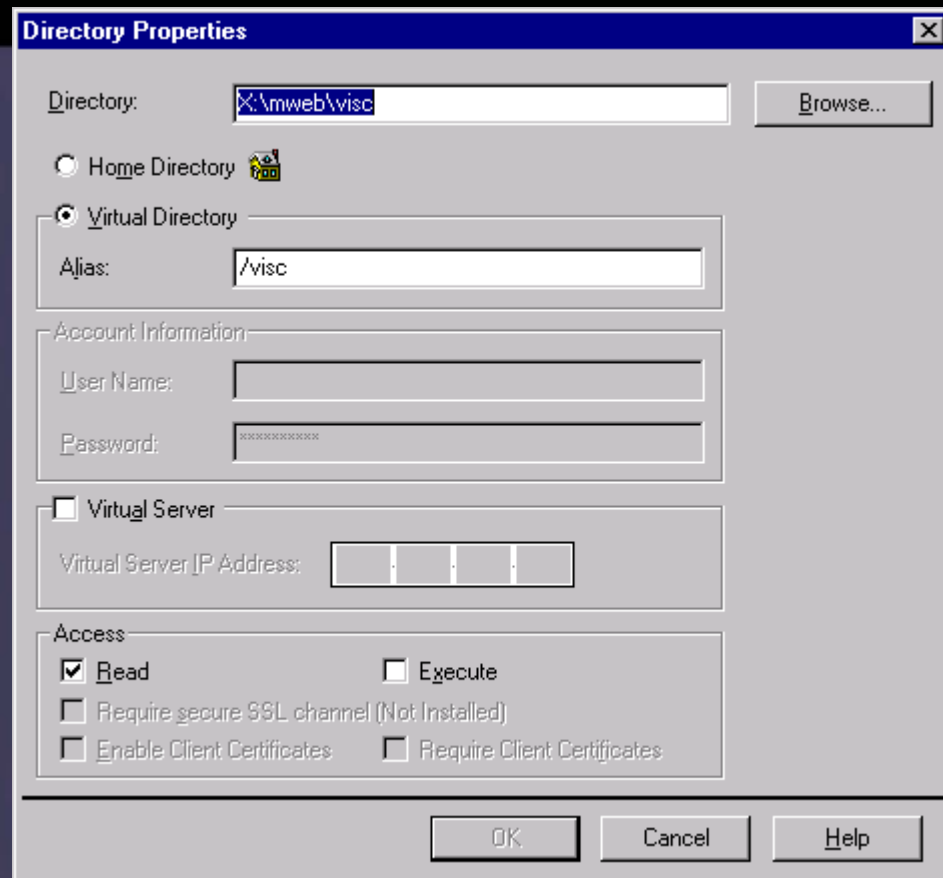 Directory Properties
Directory: X:\mweb\visc Browse...
Home Directory
Virtual Directory
Alias: /visc
Account Information
User Name:
Password: **********
Virtual Server
Virtual Server IP Address: . . .
Access
Read Execute
Require secure SSL channel (Not Installed)
Enable Client Certificates Require Client Certificates
OK Cancel Help